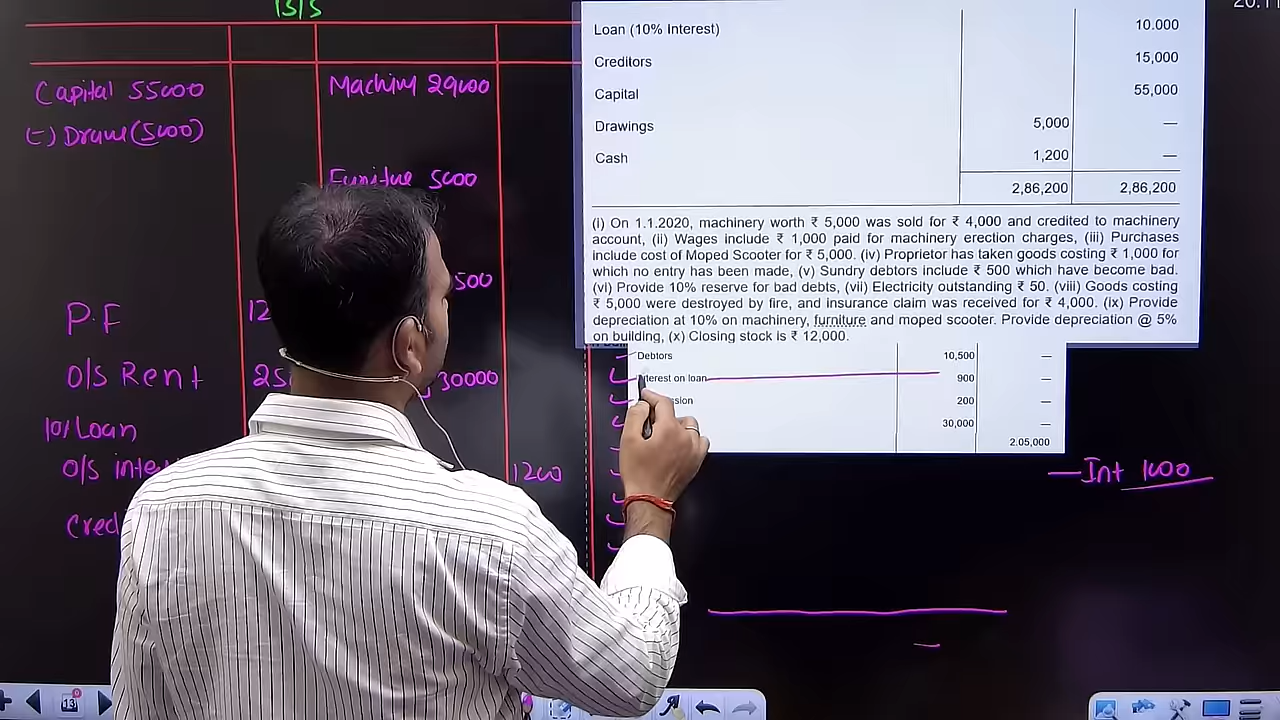 B/S
Capital 55000
(-) Draw (5000)
P.F
O/S Rent
10/Loan
O/S
Machiny 29000
Furnitue 5000
500
30000
1200
Loan (10% Interest) 10.000
Creditors 15,000
Capital 55,000
Drawings 5,000 —
Cash 1,200 —
2,86,200 2,86,200
(i) On 1.1.2020, machinery worth ₹ 5,000 was sold for ₹ 4,000 and credited to machinery
account, (ii) Wages include ₹ 1,000 paid for machinery erection charges, (iii) Purchases
include cost of Moped Scooter for ₹ 5,000. (iv) Proprietor has taken goods costing ₹ 1,000 for
which no entry has been made, (v) Sundry debtors include ₹ 500 which have become bad.
(vi) Provide 10% reserve for bad debts, (vii) Electricity outstanding ₹ 50. (viii) Goods costing
₹ 5,000 were destroyed by fire, and insurance claim was received for ₹ 4,000. (ix) Provide
depreciation at 10% on machinery, furniture and moped scooter. Provide depreciation @ 5%
on building, (x) Closing stock is ₹ 12,000.
Debtors 10,500 —
Interest on loan 900 —
200 —
30,000 —
2.05,000
— Int 1000
13